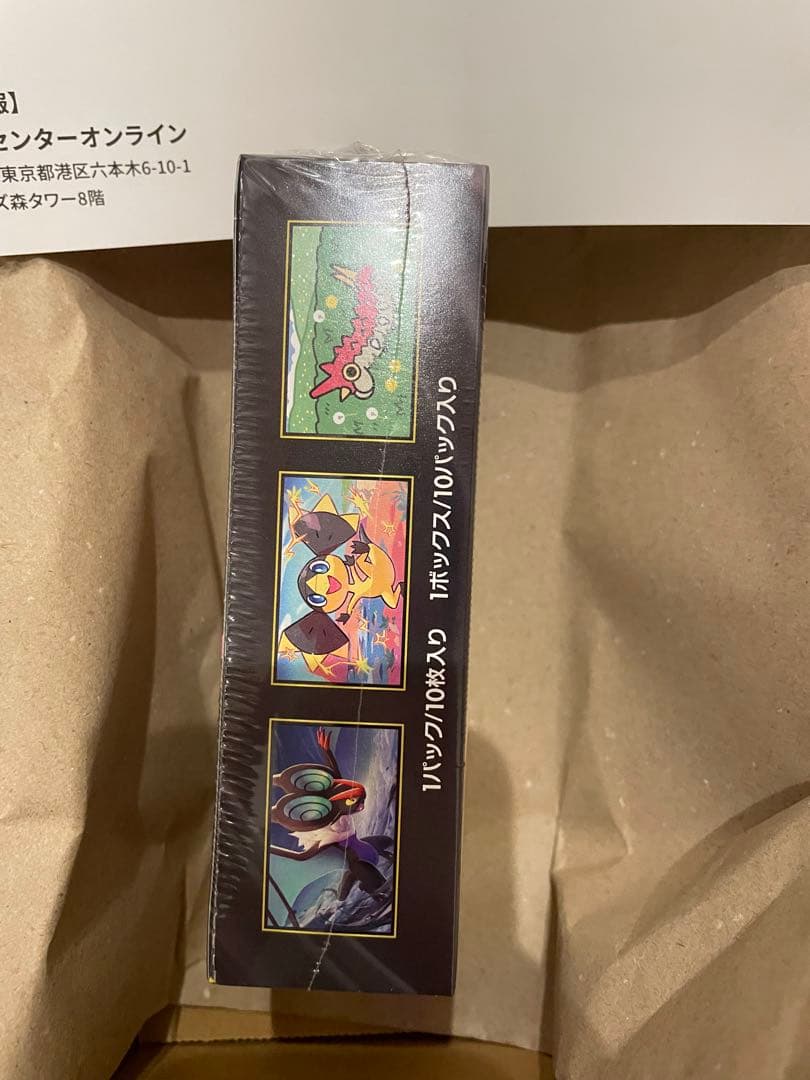 報】
センターオンライン
東京都港区六本木6-10-1
ズ森タワー8階
1パック/10枚入り 1ボックス/10パック入り